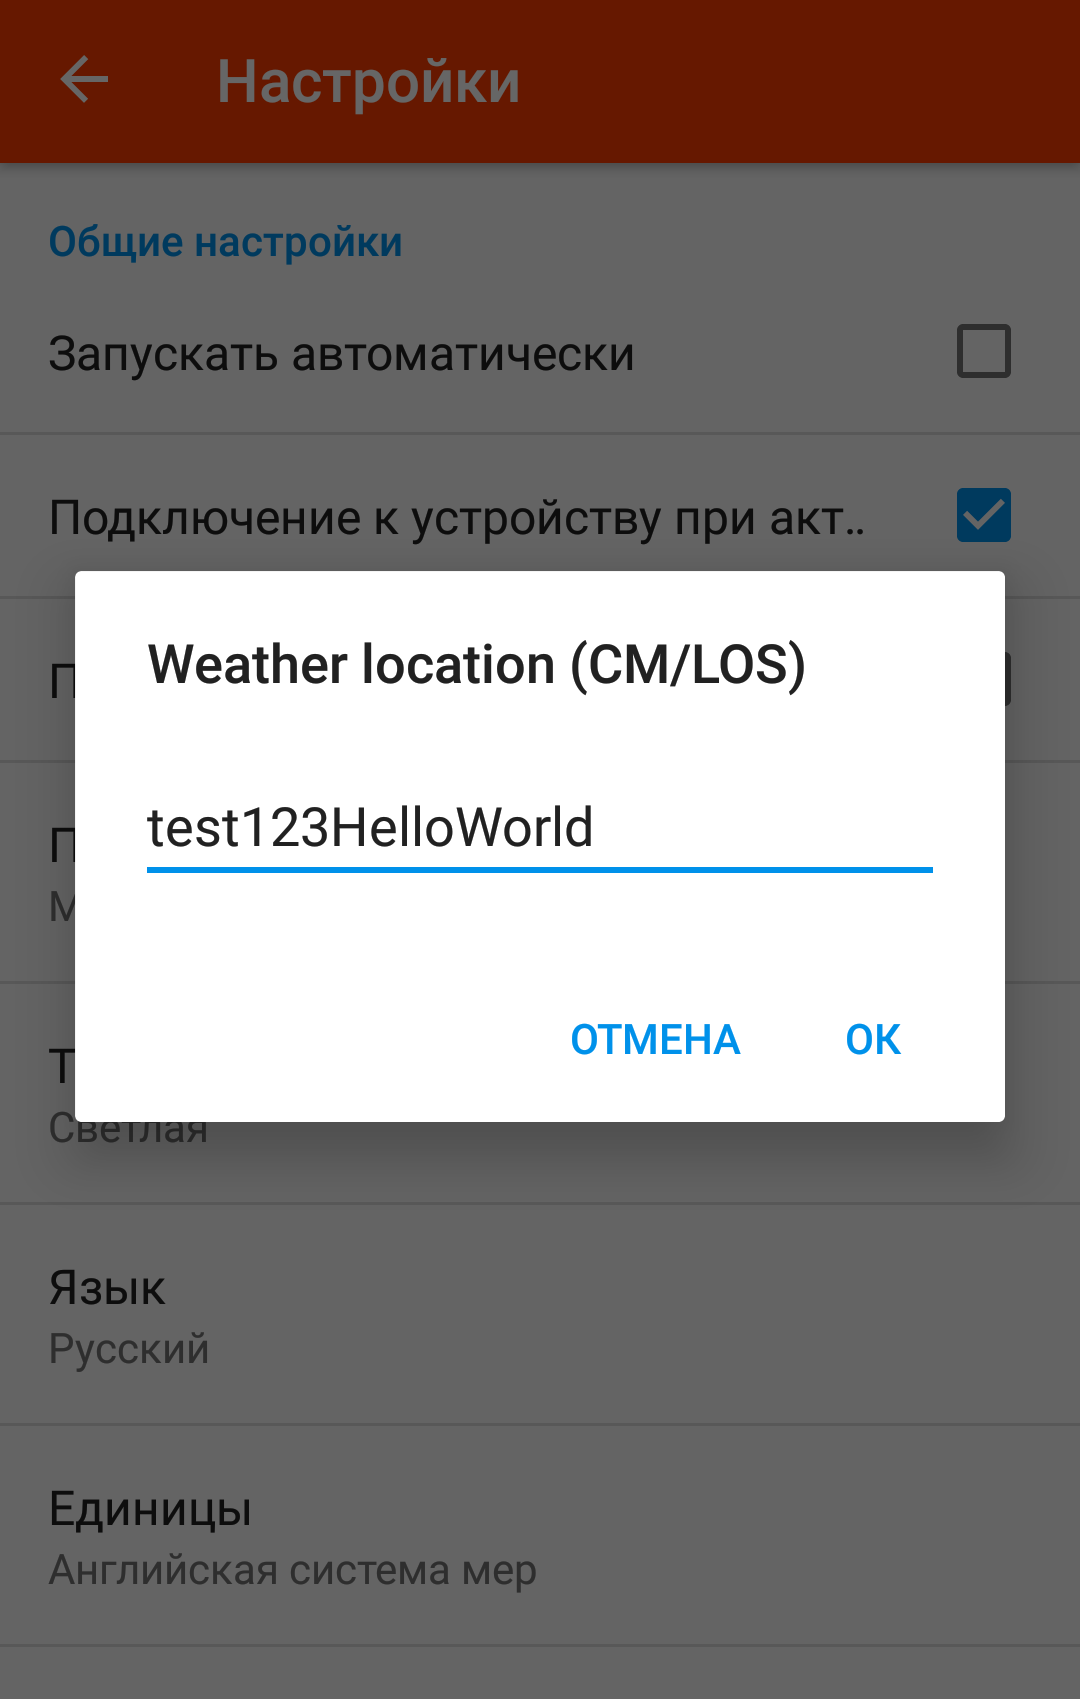 Настройки
Общие настройки
Запускать автоматически
Подключение к устройству при акт..
Weather location (CM/LOS)
test123HelloWorld
ОТМЕНА
ОК
Светлая
Язык
Русский
Единицы
Английская система мер